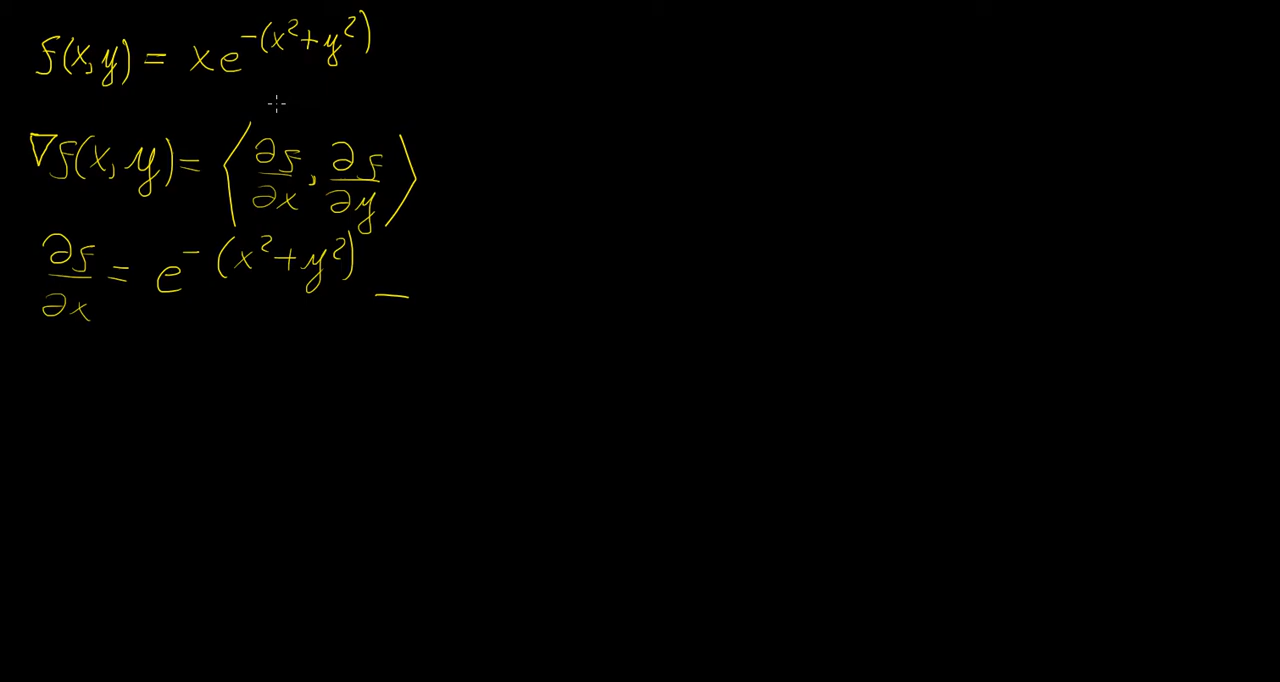 f(x,y) = xe^{-(x^2+y^2)}
∇f(x,y) = ⟨∂f/∂x, ∂f/∂y⟩
∂f/∂x = e^{-(x^2+y^2)} −